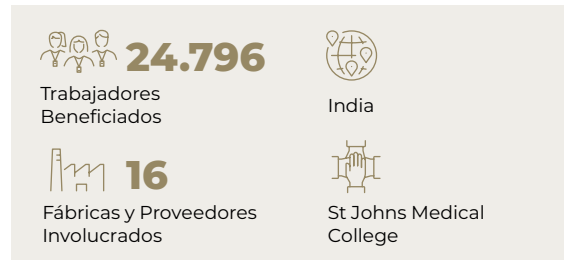 24.796
Trabajadores
Beneficiados
India
16
Fábricas y Proveedores
Involucrados
St Johns Medical
College